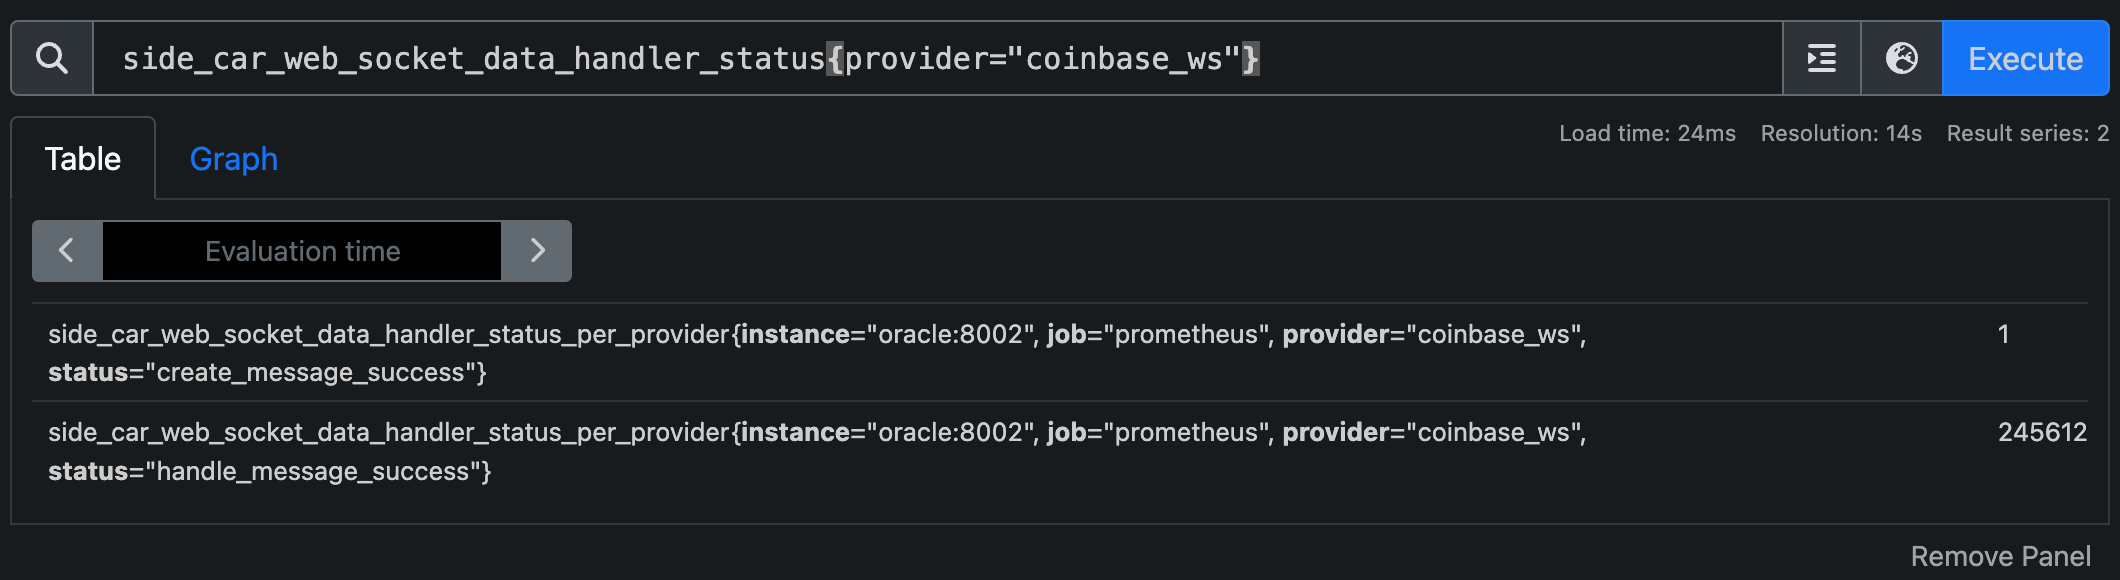 side_car_web_socket_data_handler_status{provider="coinbase_ws"}
Execute
Table
Graph
Load time: 24ms Resolution: 14s Result series: 2
Evaluation time
side_car_web_socket_data_handler_status_per_provider{instance="oracle:8002", job="prometheus", provider="coinbase_ws", 1
status="create_message_success"}
side_car_web_socket_data_handler_status_per_provider{instance="oracle:8002", job="prometheus", provider="coinbase_ws", 245612
status="handle_message_success"}
Remove Panel